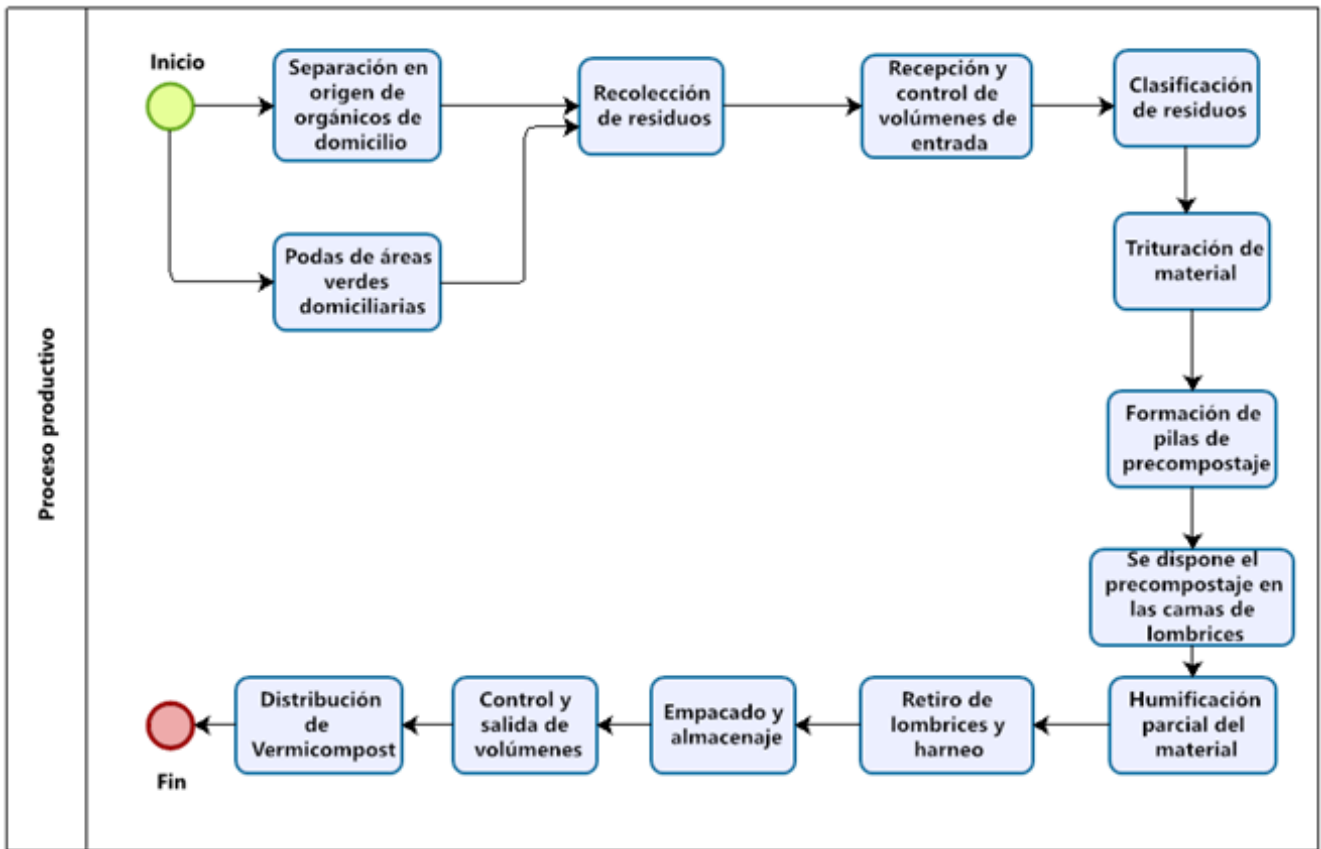 Proceso productivo
Inicio
Separación en
origen de
orgánicos de
domicilio
Recolección
de residuos
Recepción y
control de
volúmenes de
entrada
Clasificación
de residuos
Podas de áreas
verdes
domiciliarias
Trituración de
material
Formación de
pilas de
precompostaje
Se dispone el
precompostaje en
las camas de
lombrices
Humificación
parcial del
material
Retiro de
lombrices y
harneo
Empacado y
almacenaje
Control y
salida de
volúmenes
Distribución
de
Vermicompost
Fin